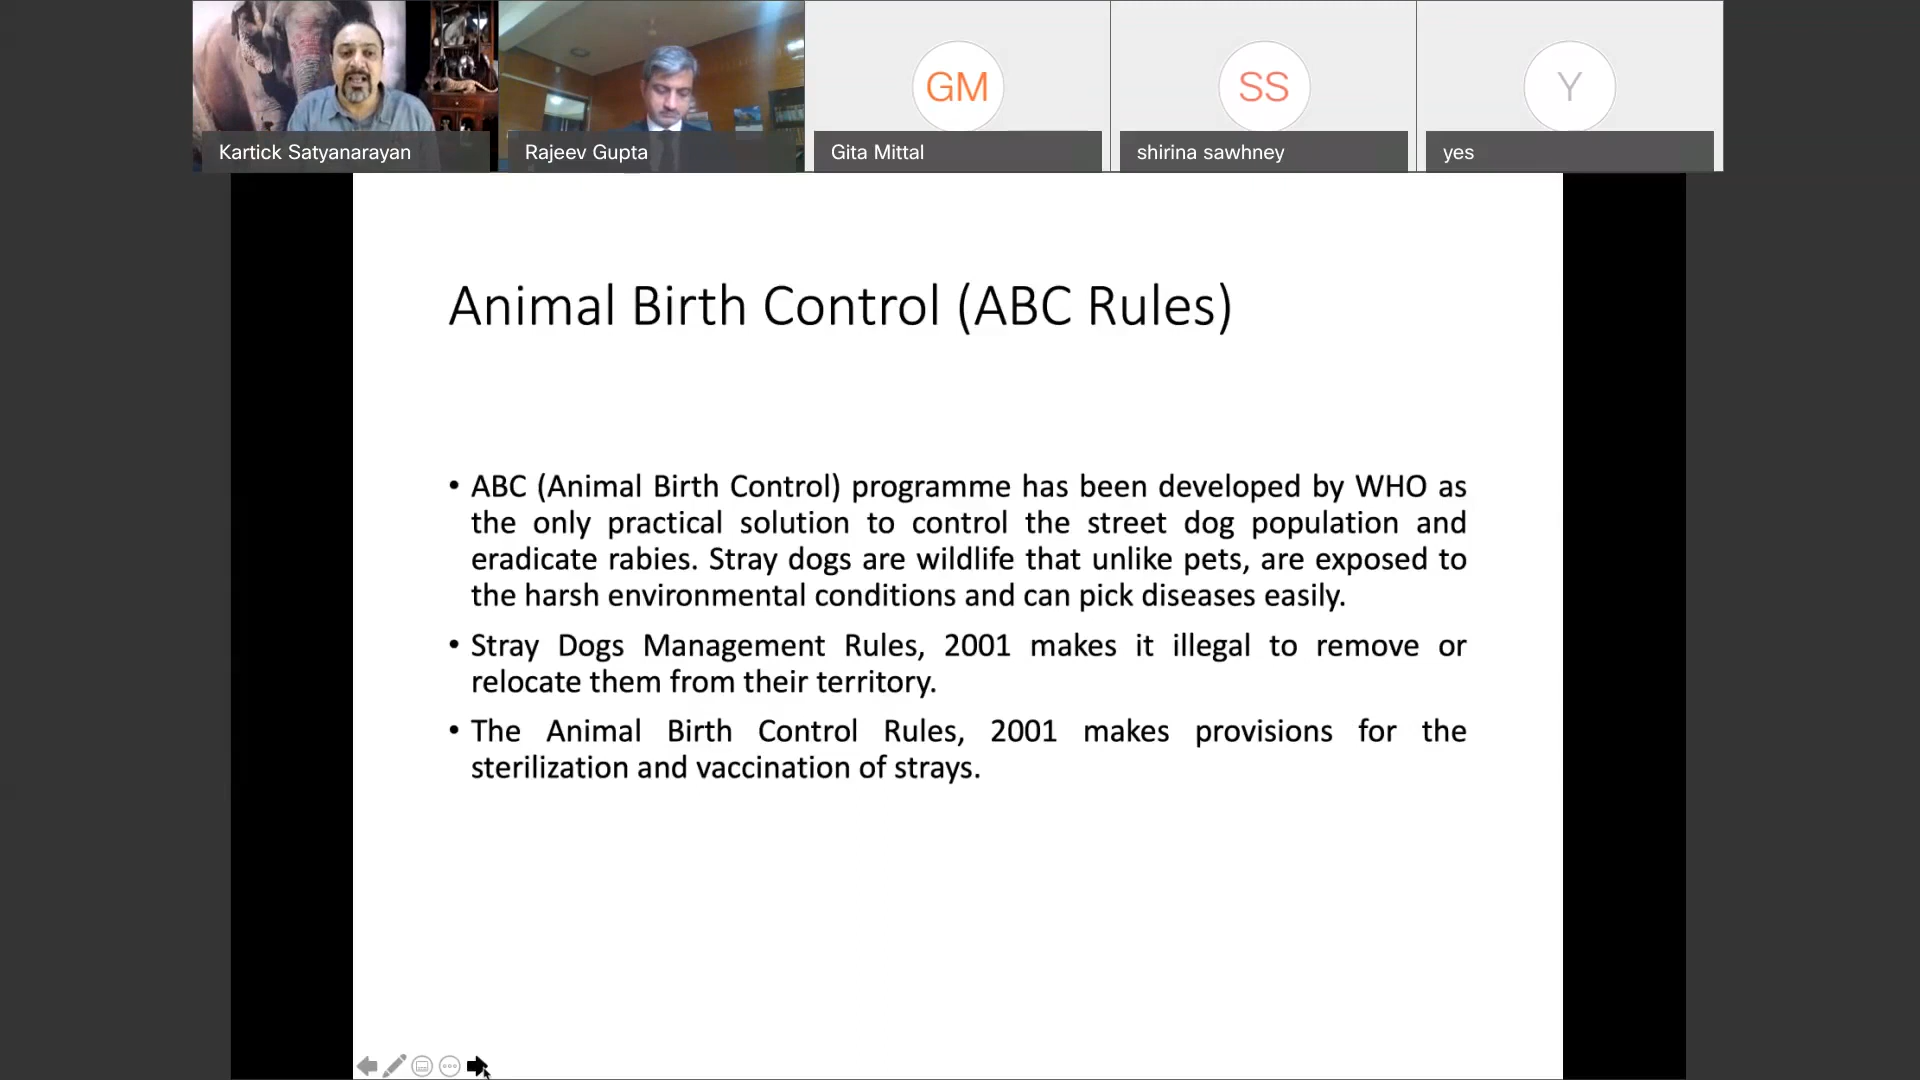 Kartick Satyanarayan
Rajeev Gupta
GM
Gita Mittal
SS
shirina sawhney
Y
yes
Animal Birth Control (ABC Rules)
• ABC (Animal Birth Control) programme has been developed by WHO as
the only practical solution to control the street dog population and
eradicate rabies. Stray dogs are wildlife that unlike pets, are exposed to
the harsh environmental conditions and can pick diseases easily.
• Stray Dogs Management Rules, 2001 makes it illegal to remove or
relocate them from their territory.
• The Animal Birth Control Rules, 2001 makes provisions for the
sterilization and vaccination of strays.